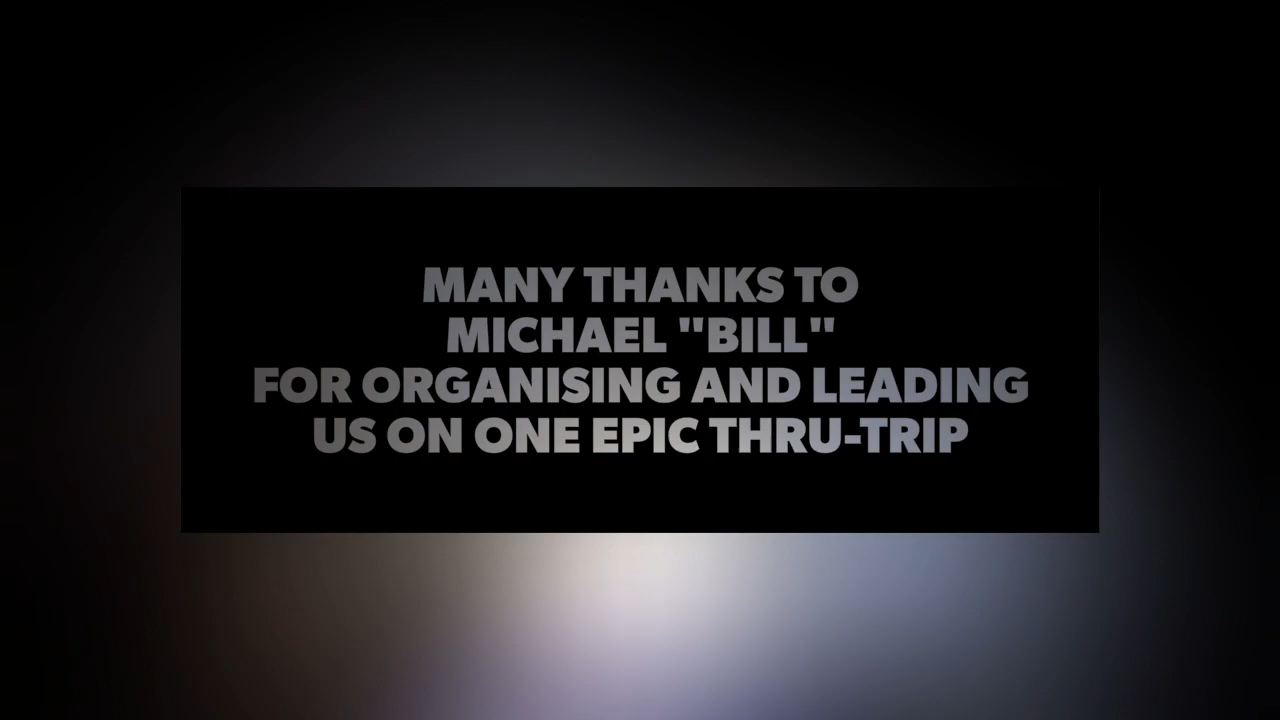 MANY THANKS TO
MICHAEL "BILL"
FOR ORGANISING AND LEADING
US ON ONE EPIC THRU-TRIP